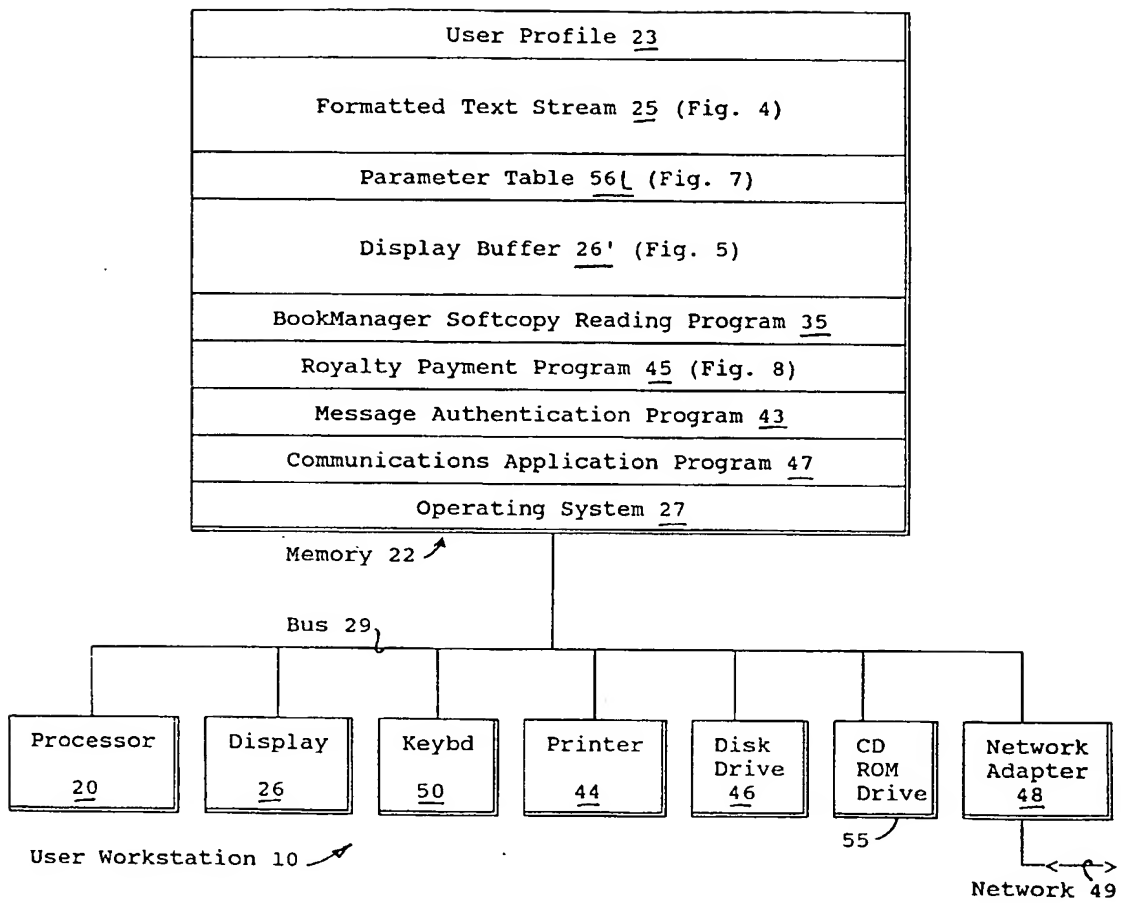 User Profile 23
Formatted Text Stream 25 (Fig. 4)
Parameter Table 56L (Fig. 7)
Display Buffer 26' (Fig. 5)
BookManager Softcopy Reading Program 35
Royalty Payment Program 45 (Fig. 8)
Message Authentication Program 43
Communications Application Program 47
Operating System 27
Memory 22
Bus 29
Processor
20
Display
26
Keybd
50
Printer
44
Disk
Drive
46
CD
ROM
Drive
55
Network
Adapter
48
User Workstation 10
Network 49